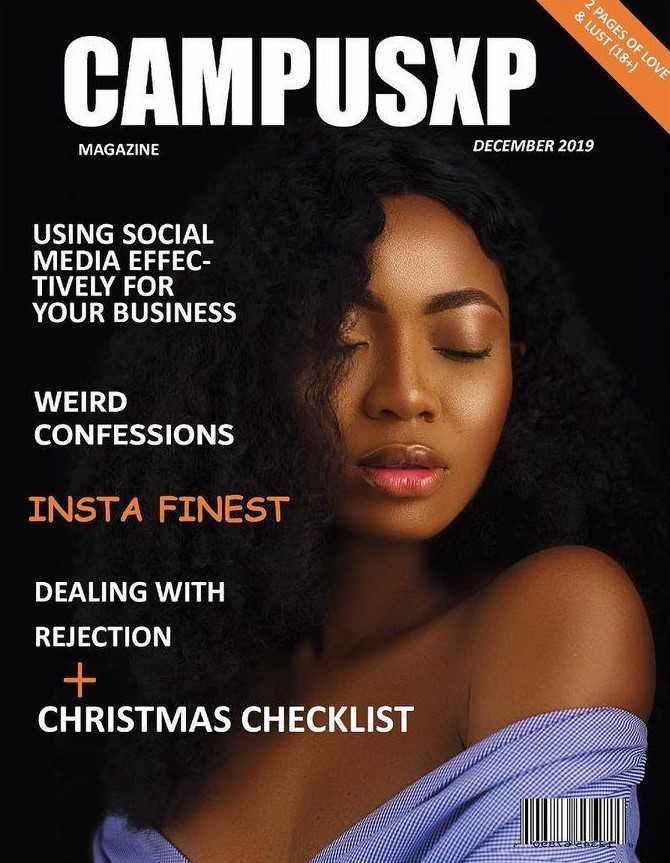 2 PAGES OF LOVE
& LUST (18+)
CAMPUSXP
MAGAZINE
DECEMBER 2019
USING SOCIAL
MEDIA EFFEC-
TIVELY FOR
YOUR BUSINESS
WEIRD
CONFESSIONS
INSTA FINEST
DEALING WITH
REJECTION
+
CHRISTMAS CHECKLIST